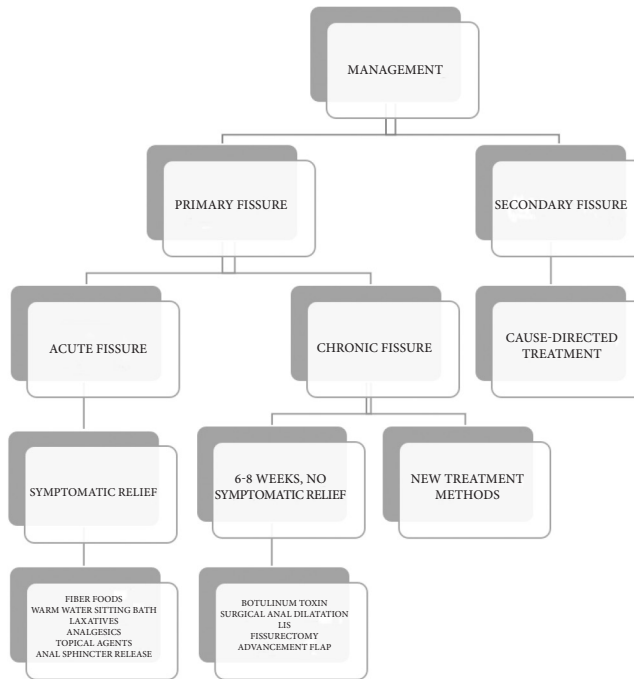 MANAGEMENT
PRIMARY FISSURE
SECONDARY FISSURE
ACUTE FISSURE
CHRONIC FISSURE
CAUSE-DIRECTED
TREATMENT
SYMPTOMATIC RELIEF
6-8 WEEKS, NO
SYMPTOMATIC RELIEF
NEW TREATMENT
METHODS
FIBER FOODS
WARM WATER SITTING BATH
LAXATIVES
ANALGESICS
TOPICAL AGENTS
ANAL SPHINCTER RELEASE
BOTULINUM TOXIN
SURGICAL ANAL DILATATION
LIS
FISSURECTOMY
ADVANCEMENT FLAP